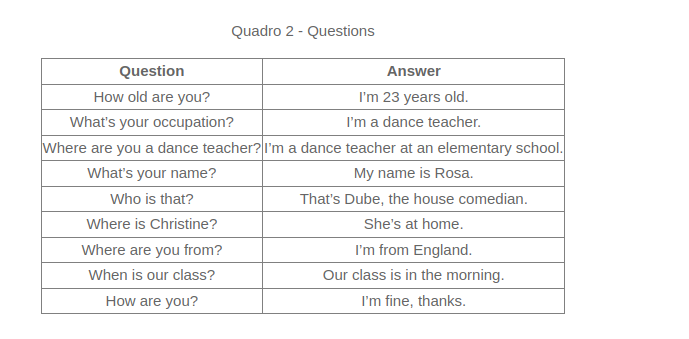 Quadro 2 - Questions
Question Answer
How old are you? I’m 23 years old.
What’s your occupation? I’m a dance teacher.
Where are you a dance teacher? I’m a dance teacher at an elementary school.
What’s your name? My name is Rosa.
Who is that? That’s Dube, the house comedian.
Where is Christine? She’s at home.
Where are you from? I’m from England.
When is our class? Our class is in the morning.
How are you? I’m fine, thanks.